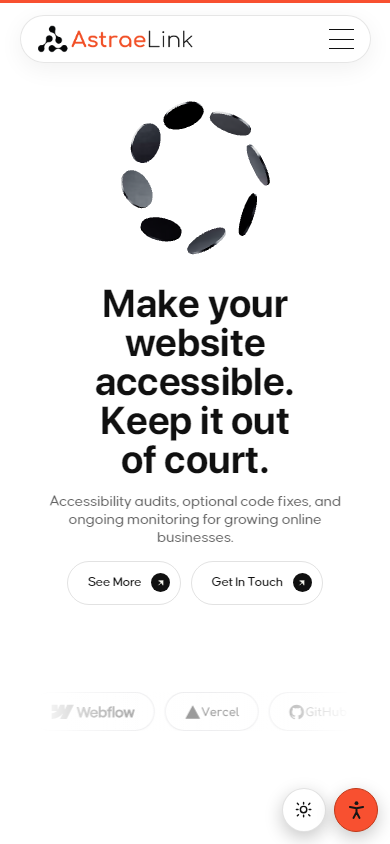 AstraeLink
Make your
website
accessible.
Keep it out
of court.
Accessibility audits, optional code fixes, and
ongoing monitoring for growing online
businesses.
See More
Get In Touch
Webflow
Vercel
GitHub